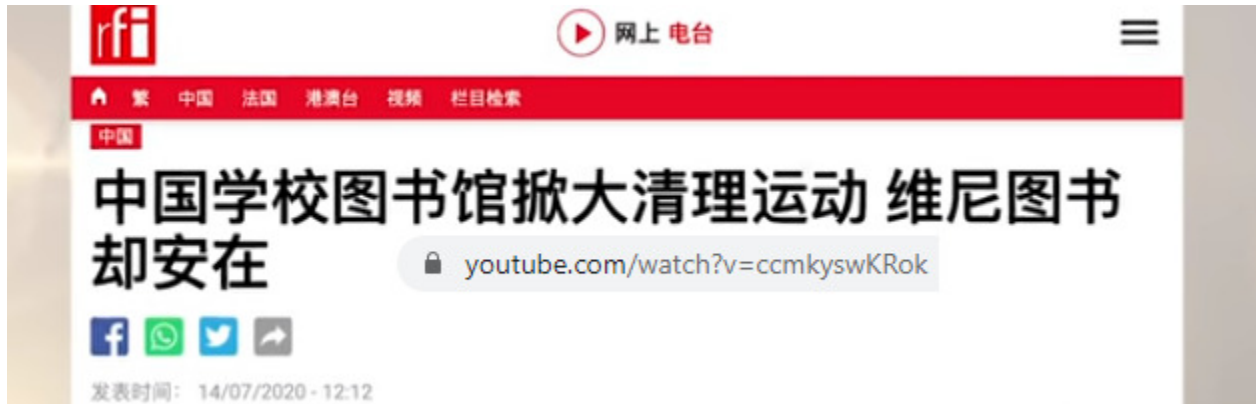 rfi
网上 电台
繁 中国 法国 港澳台 视频 栏目检索
中国
中国学校图书馆掀大清理运动 维尼图书
却安在
youtube.com/watch?v=ccmkyswKRok
发表时间: 14/07/2020 - 12:12